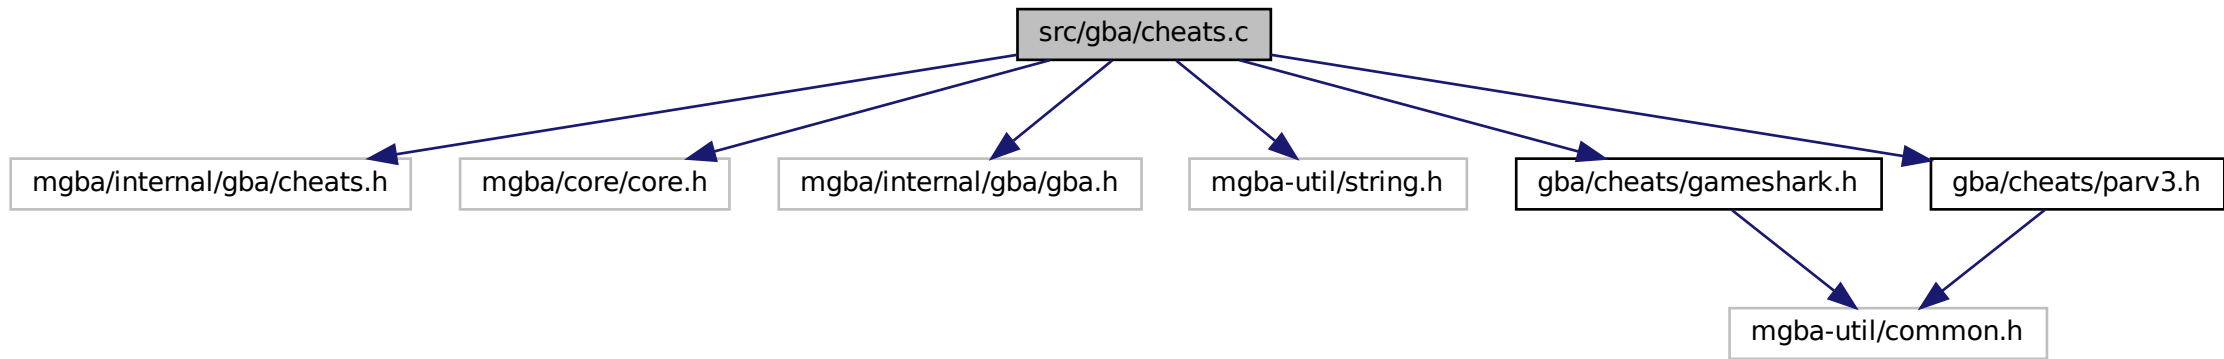 src/gba/cheats.c
mgba/internal/gba/cheats.h
mgba/core/core.h
mgba/internal/gba/gba.h
mgba-util/string.h
gba/cheats/gameshark.h
gba/cheats/parv3.h
mgba-util/common.h